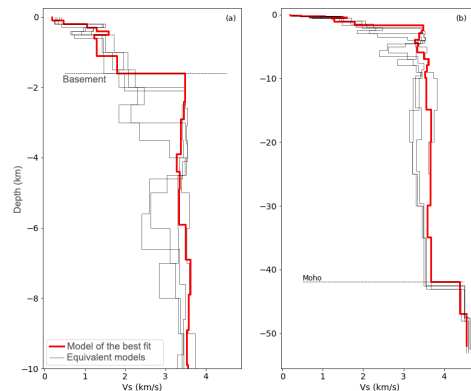 (a)
(b)
0
−2
−4
−6
−8
−10
Depth (km)
Basement
Model of the best fit
Equivalent models
0 1 2 3 4
Vs (km/s)
0
−10
−20
−30
−40
−50
Moho
0 1 2 3 4
Vs (km/s)